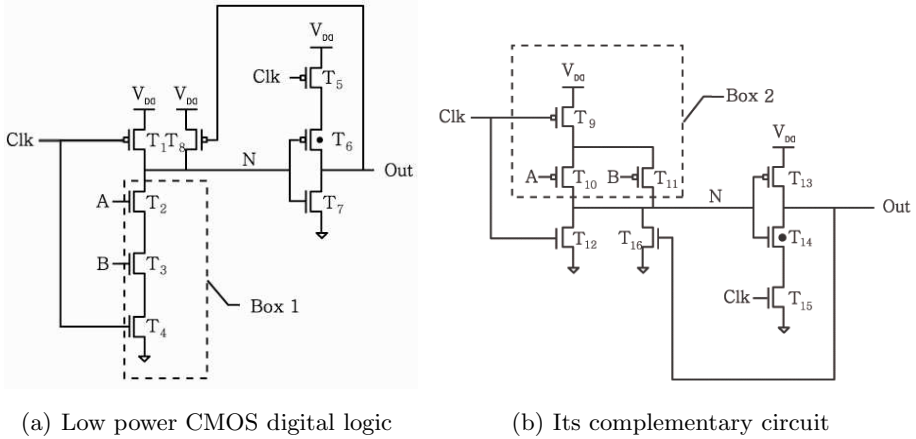 V_DD
Clk
T_5
V_DD
V_DD
Clk
T_1
T_8
T_6
N
Out
A
T_2
T_7
B
T_3
Box 1
T_4
V_DD
Box 2
Clk
T_9
V_DD
A
T_10
B
T_11
T_13
N
Out
T_12
T_16
T_14
Clk
T_15
(a) Low power CMOS digital logic
(b) Its complementary circuit